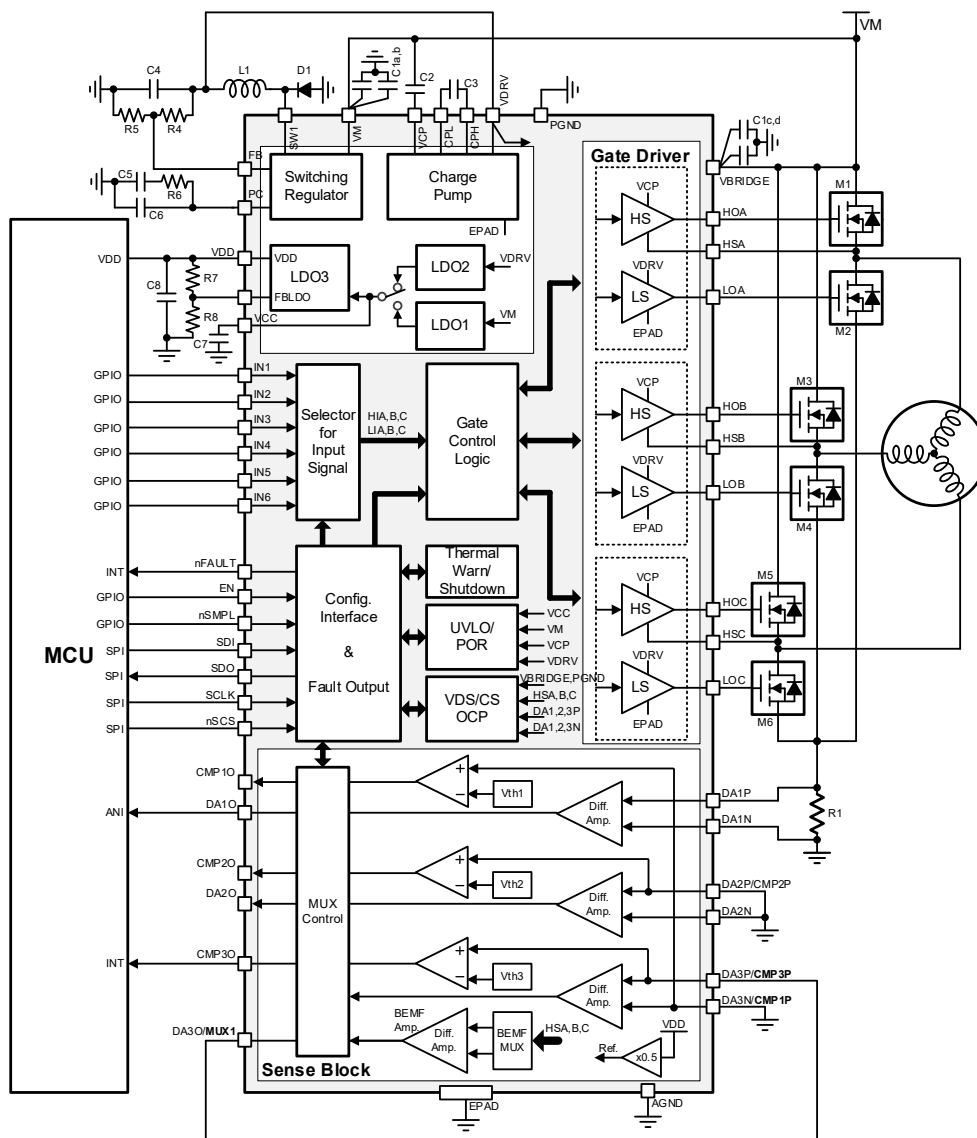 VM
C4
L1
D1
C1a,b
C2
C3
VDRV
R5
R4
SW1
VM
VCP
CPL
CPH
PGND
C1c,d
FB
PC
C5
R6
C6
Switching
Regulator
Charge
Pump
EPAD
Gate Driver
VBRIDGE
M1
VCP
HS
HOA
HSA
VDD
VDD
VDD
LDO3
FBLDO
LDO2
VDRV
LDO1
VM
VDRV
LS
EPAD
LOA
M2
C8
R7
R8
C7
VCC
GPIO
IN1
GPIO
IN2
GPIO
IN3
GPIO
IN4
GPIO
IN5
GPIO
IN6
Selector
for
Input
Signal
HIA,B,C
LIA,B,C
Gate
Control
Logic
VCP
HS
HOB
HSB
M3
VDRV
LS
EPAD
LOB
M4
MCU
INT
nFAULT
GPIO
EN
GPIO
nSMPL
SPI
SDI
SPI
SDO
SPI
SCLK
SPI
nSCS
Config.
Interface
&
Fault Output
Thermal
Warn/
Shutdown
UVLO/
POR
VCC
VM
VCP
VDRV
VDS/CS
OCP
VBRIDGE,PGND
HSA,B,C
DA1,2,3P
DA1,2,3N
VCP
HS
HOC
HSC
M5
VDRV
LS
EPAD
LOC
M6
CMP1O
ANI
DA1O
CMP2O
DA2O
INT
CMP3O
DA3O/MUX1
MUX
Control
+
−
Vth1
Diff.
Amp.
DA1P
DA1N
R1
+
−
Vth2
Diff.
Amp.
DA2P/CMP2P
DA2N
+
−
Vth3
Diff.
Amp.
DA3P/CMP3P
DA3N/CMP1P
BEMF
Amp.
Diff.
Amp.
BEMF
MUX
HSA,B,C
Ref.
x0.5
VDD
Sense Block
EPAD
AGND